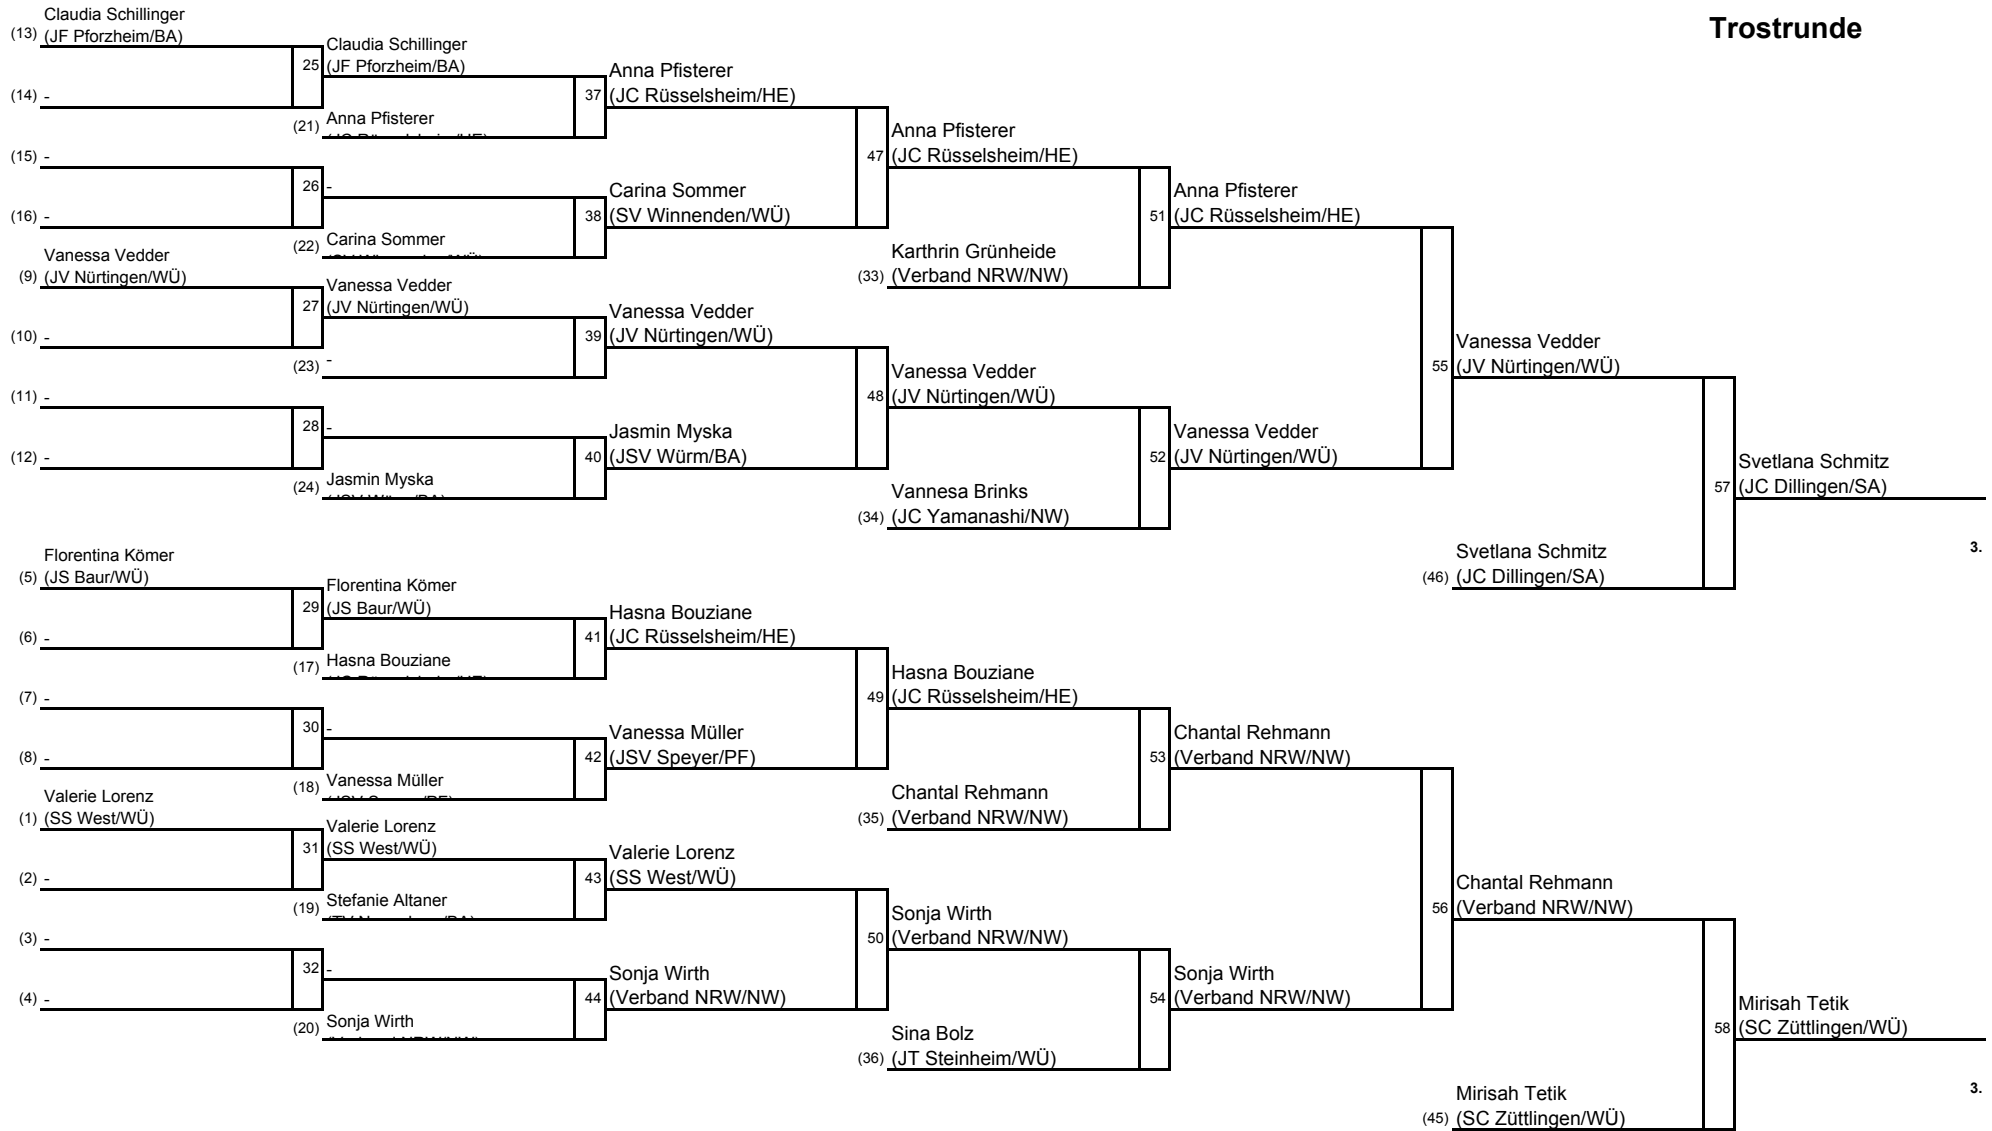 Trostrunde
Claudia Schillinger
(13) (JF Pforzheim/BA)
Claudia Schillinger
25 (JF Pforzheim/BA)
Anna Pfisterer
(14) -
37 (JC Rüsselsheim/HE)
(21) Anna Pfisterer
Anna Pfisterer
(15) -
47 (JC Rüsselsheim/HE)
26 -
Carina Sommer
Anna Pfisterer
(16) -
38 (SV Winnenden/WÜ)
51 (JC Rüsselsheim/HE)
(22) Carina Sommer
Vanessa Vedder
Karthrin Grünheide
(9) (JV Nürtingen/WÜ)
(33) (Verband NRW/NW)
Vanessa Vedder
27 (JV Nürtingen/WÜ)
Vanessa Vedder
(10) -
39 (JV Nürtingen/WÜ)
Vanessa Vedder
(23) -
55 (JV Nürtingen/WÜ)
Vanessa Vedder
(11) -
48 (JV Nürtingen/WÜ)
28 -
Jasmin Myska
Vanessa Vedder
(12) -
40 (JSV Würm/BA)
52 (JV Nürtingen/WÜ)
Svetlana Schmitz
(24) Jasmin Myska
57 (JC Dillingen/SA)
Vannesa Brinks
(34) (JC Yamanashi/NW)
3.
Florentina Kömer
Svetlana Schmitz
(5) (JS Baur/WÜ)
(46) (JC Dillingen/SA)
Florentina Kömer
29 (JS Baur/WÜ)
Hasna Bouziane
(6) -
41 (JC Rüsselsheim/HE)
(17) Hasna Bouziane
Hasna Bouziane
(7) -
49 (JC Rüsselsheim/HE)
30 -
Vanessa Müller
Chantal Rehmann
(8) -
42 (JSV Speyer/PF)
53 (Verband NRW/NW)
(18) Vanessa Müller
Valerie Lorenz
Chantal Rehmann
(1) (SS West/WÜ)
(35) (Verband NRW/NW)
Valerie Lorenz
31 (SS West/WÜ)
Valerie Lorenz
(2) -
43 (SS West/WÜ)
Chantal Rehmann
(19) Stefanie Altaner
56 (Verband NRW/NW)
Sonja Wirth
(3) -
50 (Verband NRW/NW)
32 -
Sonja Wirth
Sonja Wirth
(4) -
44 (Verband NRW/NW)
54 (Verband NRW/NW)
Mirisah Tetik
(20) Sonja Wirth
58 (SC Züttlingen/WÜ)
Sina Bolz
(36) (JT Steinheim/WÜ)
3.
Mirisah Tetik
(45) (SC Züttlingen/WÜ)